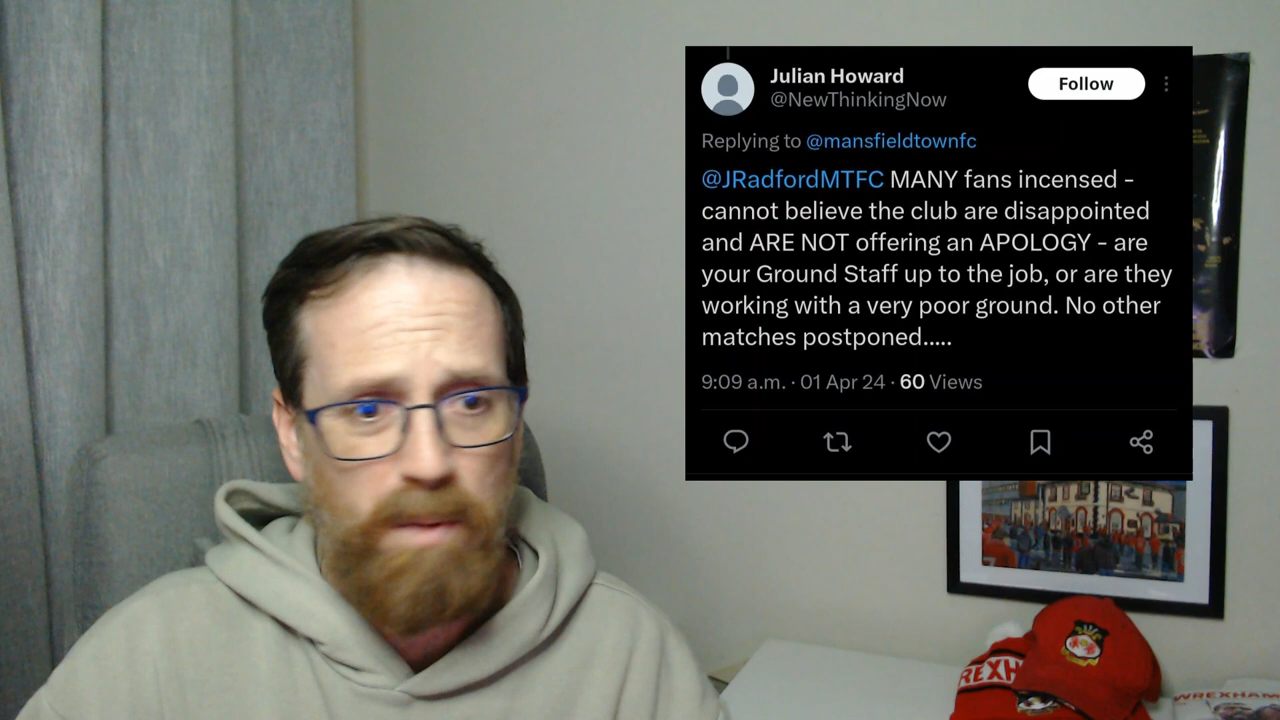 Julian Howard
Follow
@NewThinkingNow
Replying to @mansfieldtownfc
@JRadfordMTFC MANY fans incensed -
cannot believe the club are disappointed
and ARE NOT offering an APOLOGY - are
your Ground Staff up to the job, or are they
working with a very poor ground. No other
matches postponed.....
9:09 a.m. · 01 Apr 24 · 60 Views
REXH
WREXHAM